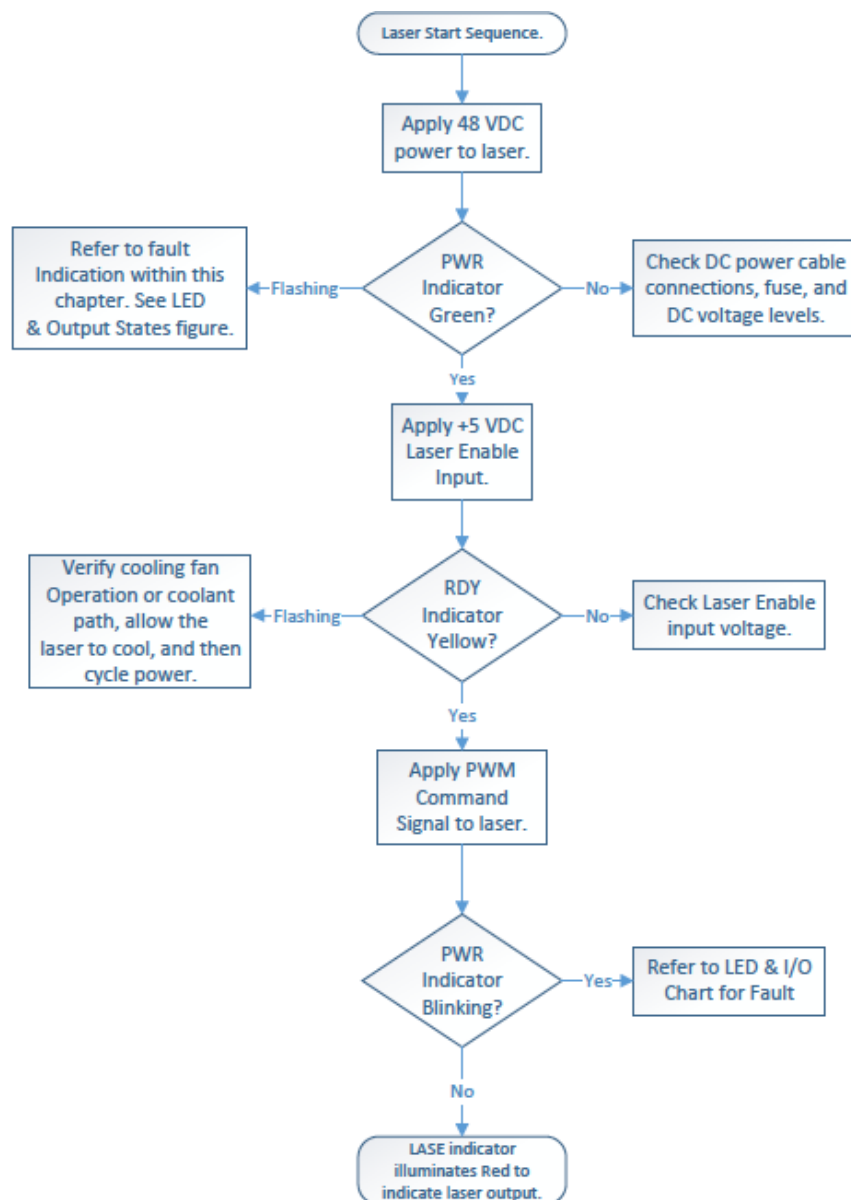 Laser Start Sequence.
Apply 48 VDC
power to laser.
Refer to fault
Indication within this
chapter. See LED
& Output States figure.
Flashing
PWR
Indicator
Green?
No
Check DC power cable
connections, fuse, and
DC voltage levels.
Yes
Apply +5 VDC
Laser Enable
Input.
Verify cooling fan
Operation or coolant
path, allow the
laser to cool, and then
cycle power.
Flashing
RDY
Indicator
Yellow?
No
Check Laser Enable
input voltage.
Yes
Apply PWM
Command
Signal to laser.
PWR
Indicator
Blinking?
Yes
Refer to LED & I/O
Chart for Fault
No
LASE indicator
illuminates Red to
indicate laser output.